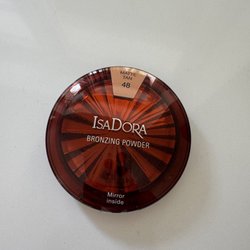 MATTE
TAN
48
ISADORA
BRONZING POWDER
Mirror
inside